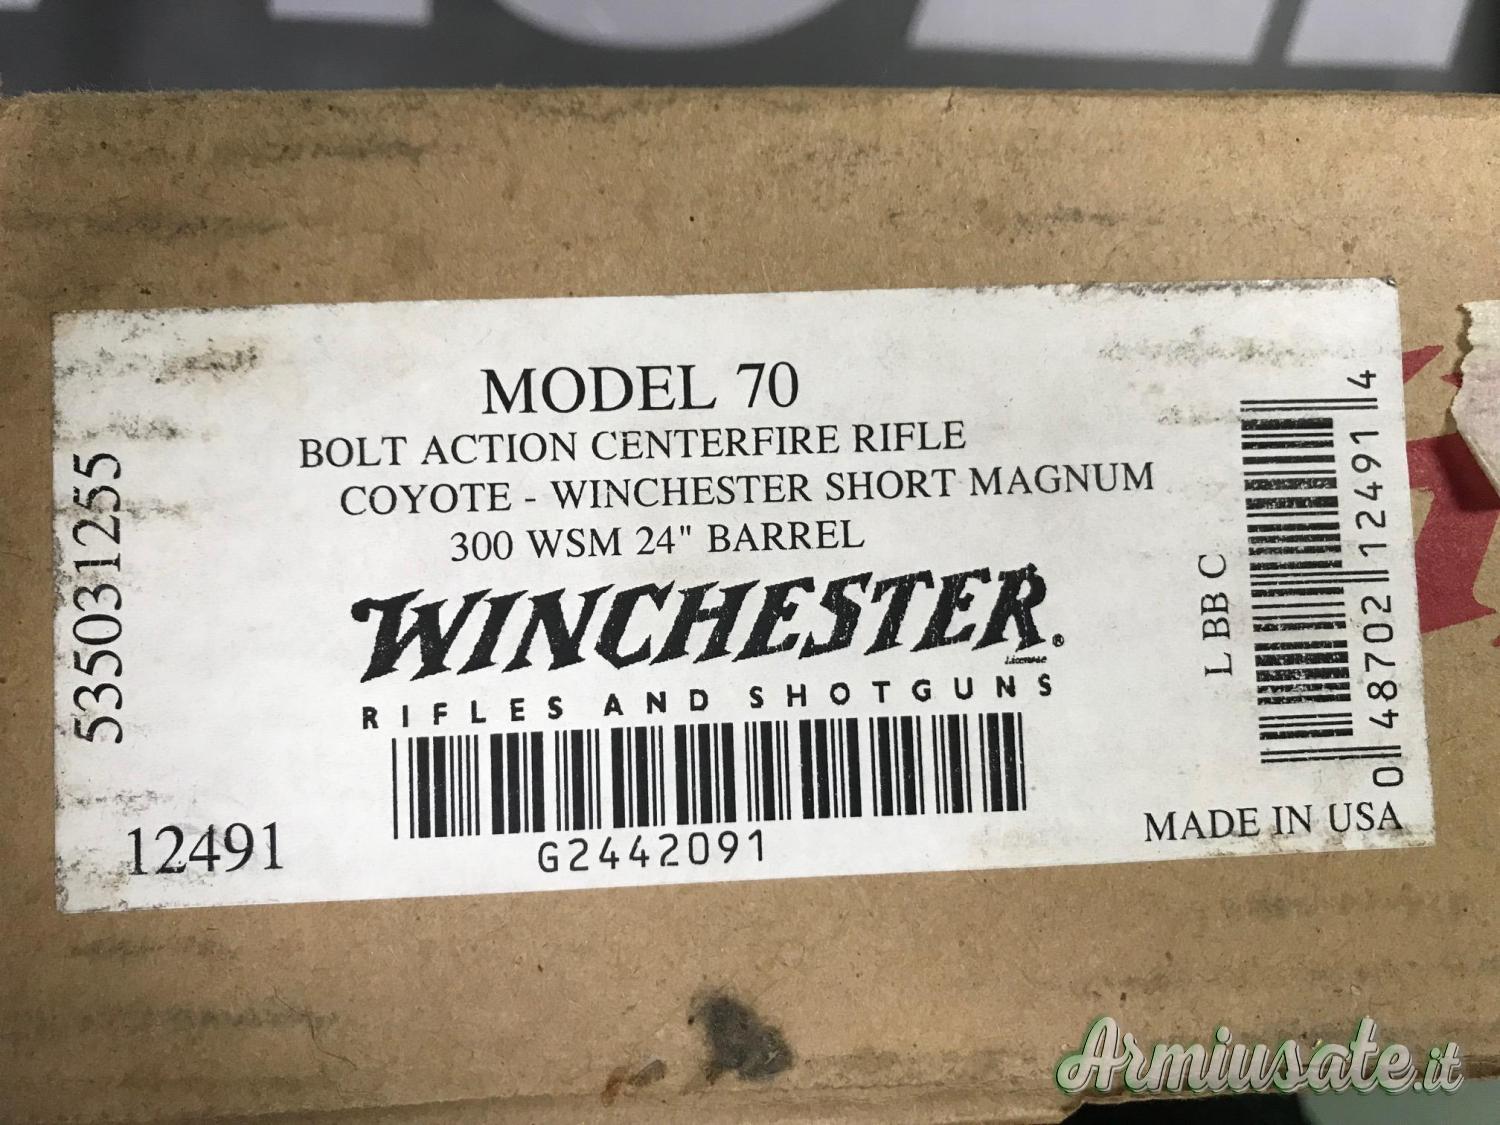 MODEL 70
BOLT ACTION CENTERFIRE RIFLE
COYOTE - WINCHESTER SHORT MAGNUM
300 WSM 24" BARREL
WINCHESTER®
License
RIFLES AND SHOTGUNS
G2442091
535031255
12491
L BB C
0 48702 12491 4
MADE IN USA
Armiusate.it